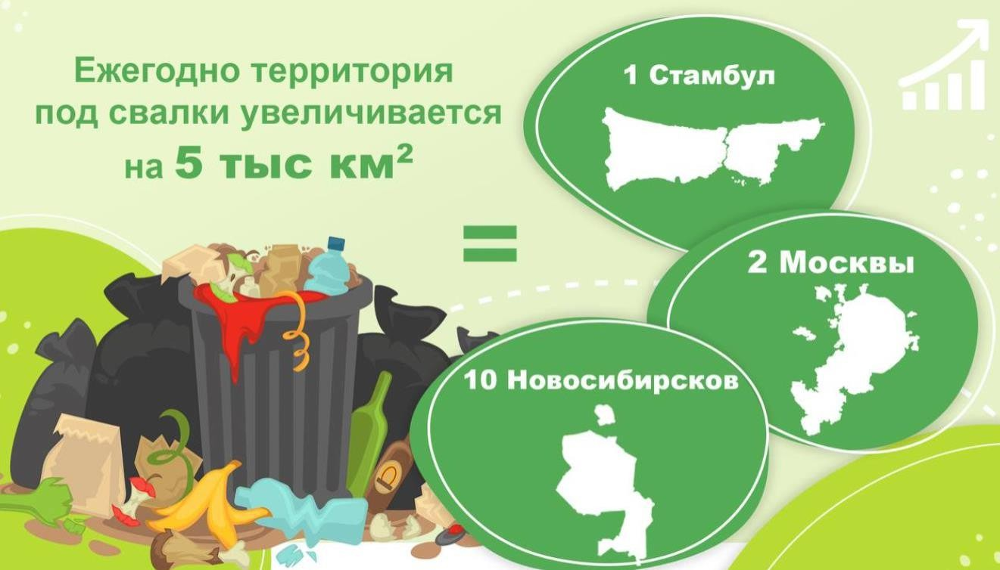 Ежегодно территория
под свалки увеличивается
на 5 тыс км²
=
1 Стамбул
2 Москвы
10 Новосибирсков